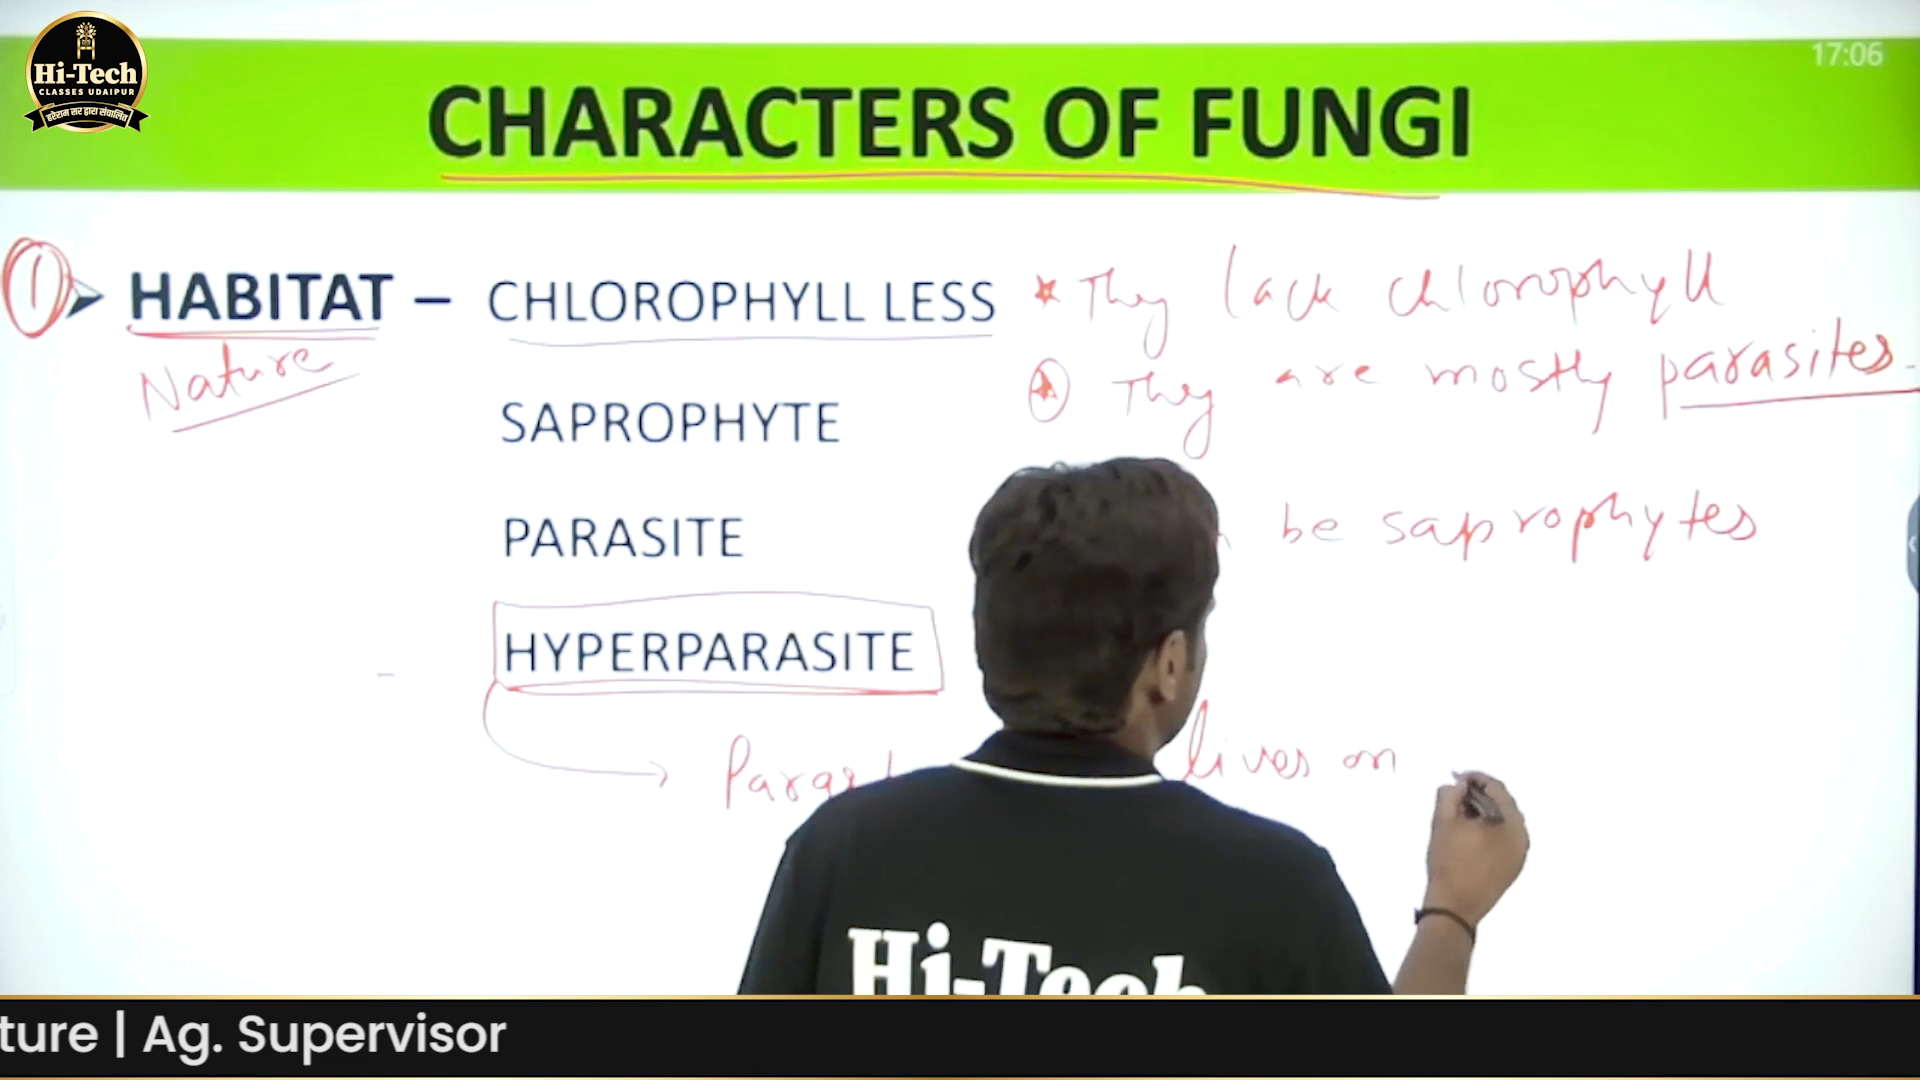 Hi-Tech
CLASSES UDAIPUR
हरेराम सर द्वारा संचालित
17:06
CHARACTERS OF FUNGI
1 HABITAT – CHLOROPHYLL LESS
* They lack chlorophyll
Nature
They are mostly parasites.
SAPROPHYTE
be saprophytes
PARASITE
HYPERPARASITE
lives on
Hi-Tech
ture | Ag. Supervisor